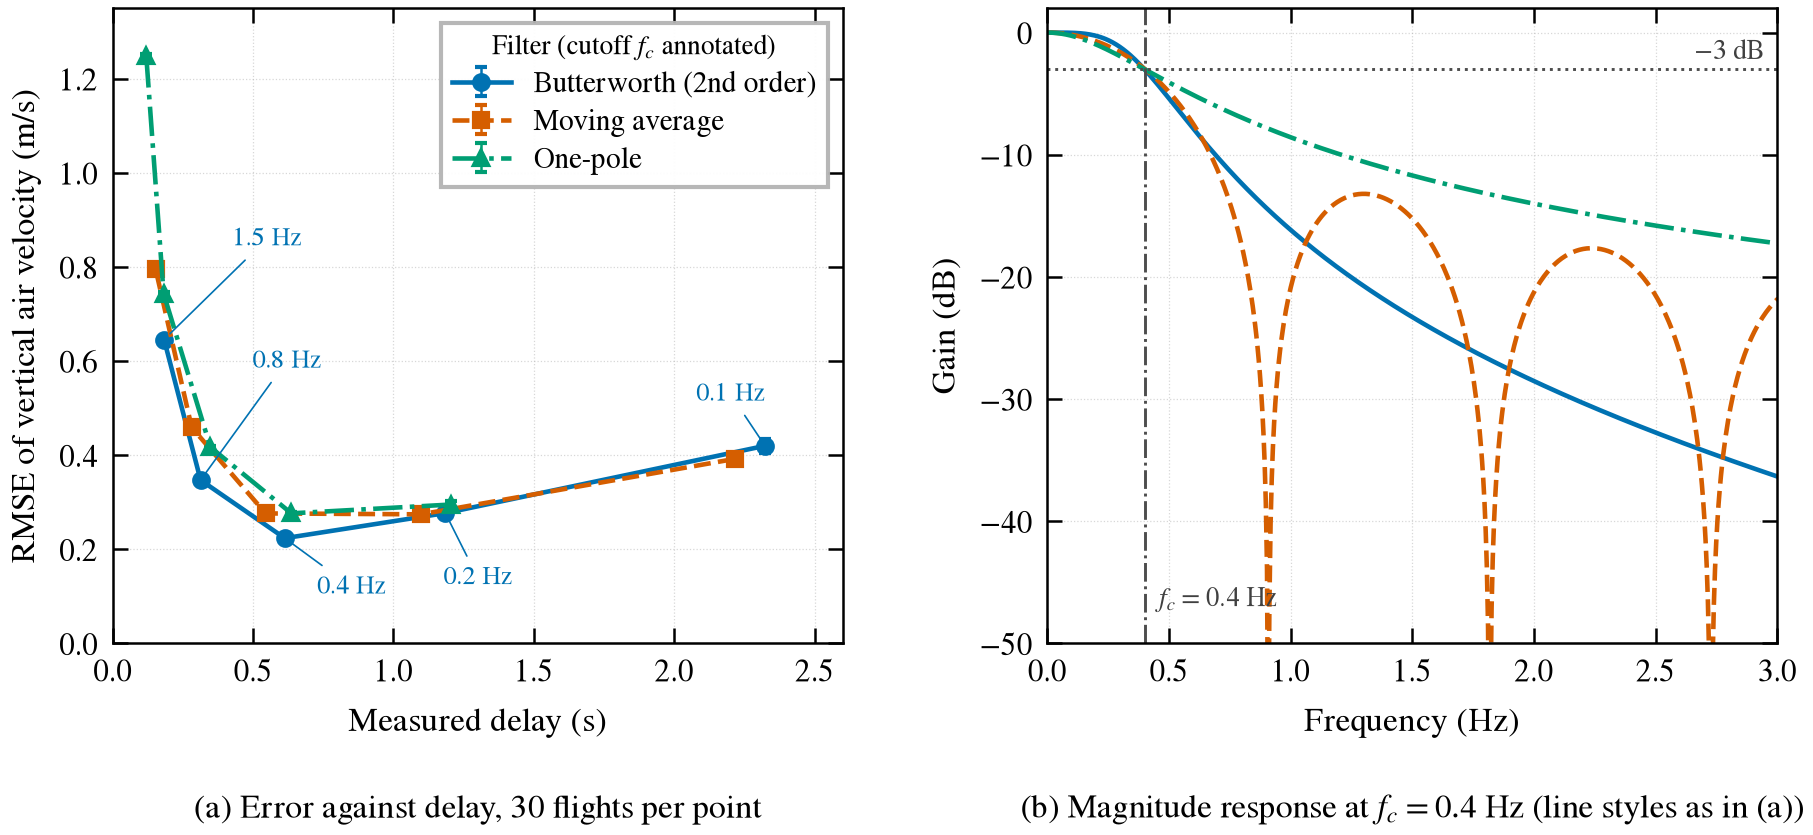 RMSE of vertical air velocity (m/s)
1.2
1.0
0.8
0.6
0.4
0.2
0.0
0.0 0.5 1.0 1.5 2.0 2.5
Measured delay (s)
Filter (cutoff f_c annotated)
Butterworth (2nd order)
Moving average
One-pole
1.5 Hz
0.8 Hz
0.1 Hz
0.4 Hz
0.2 Hz
(a) Error against delay, 30 flights per point
Gain (dB)
0
−10
−20
−30
−40
−50
0.0 0.5 1.0 1.5 2.0 2.5 3.0
Frequency (Hz)
−3 dB
f_c = 0.4 Hz
(b) Magnitude response at f_c = 0.4 Hz (line styles as in (a))